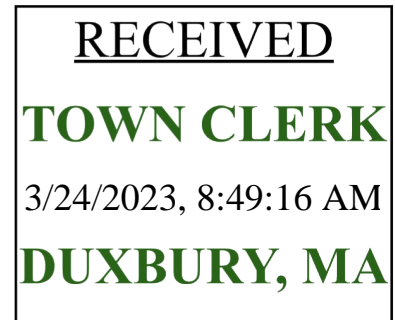 RECEIVED
TOWN CLERK
3/24/2023, 8:49:16 AM
DUXBURY, MA